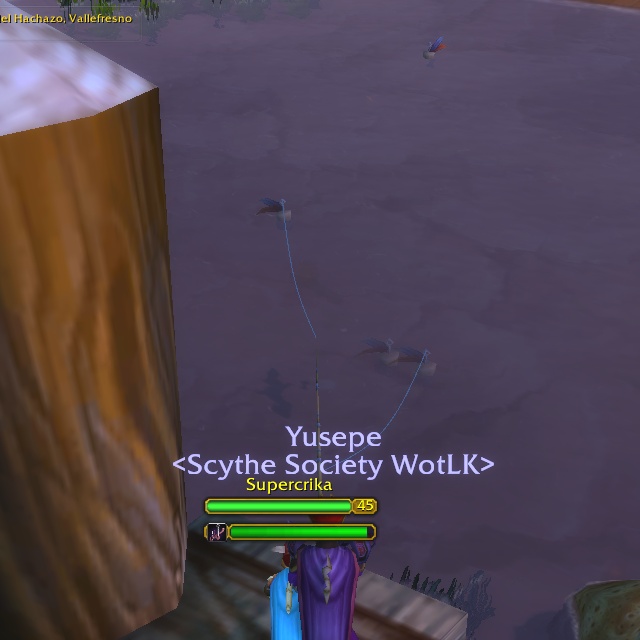 el Hachazo, Vallefresno
Yusepe
<Scythe Society WotLK>
Supercrika
45